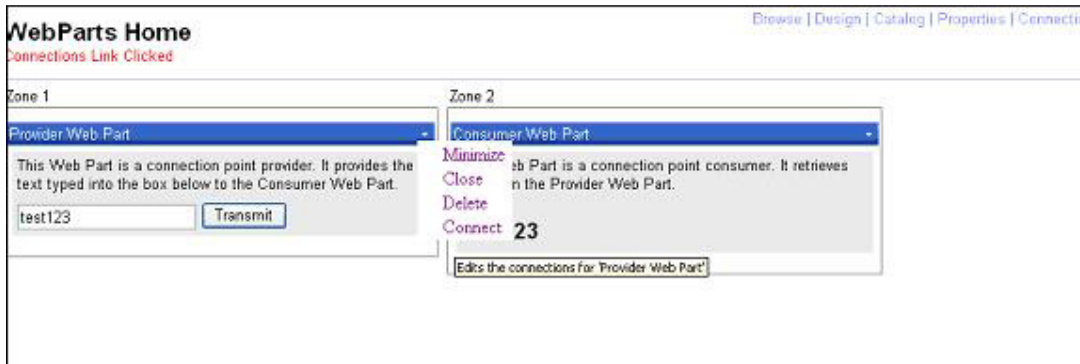 Browse | Design | Catalog | Properties | Connecti
WebParts Home
Connections Link Clicked
Zone 1
Provider Web Part
This Web Part is a connection point provider. It provides the
text typed into the box below to the Consumer Web Part.
test123
Transmit
Zone 2
Consumer Web Part
eb Part is a connection point consumer. It retrieves
n the Provider Web Part.
23
Minimize
Close
Delete
Connect
Edits the connections for 'Provider Web Part'